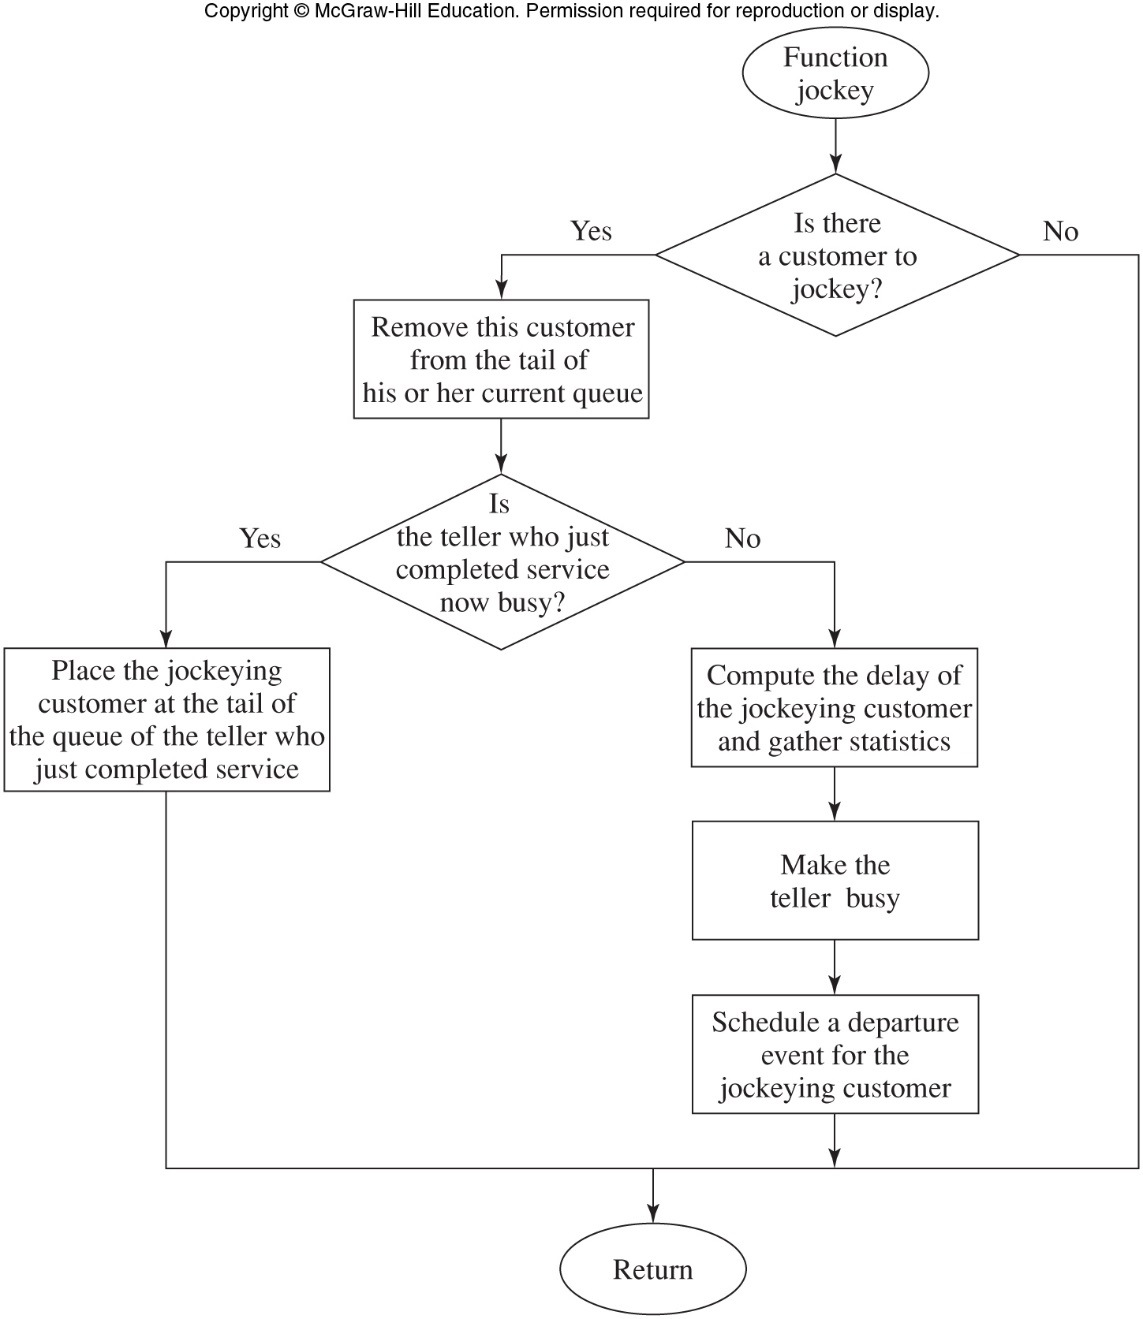 Copyright © McGraw-Hill Education. Permission required for reproduction or display.
Function
jockey
Is there
a customer to
jockey?
Yes
No
Remove this customer
from the tail of
his or her current queue
Is
the teller who just
completed service
now busy?
Yes
No
Place the jockeying
customer at the tail of
the queue of the teller who
just completed service
Compute the delay of
the jockeying customer
and gather statistics
Make the
teller busy
Schedule a departure
event for the
jockeying customer
Return